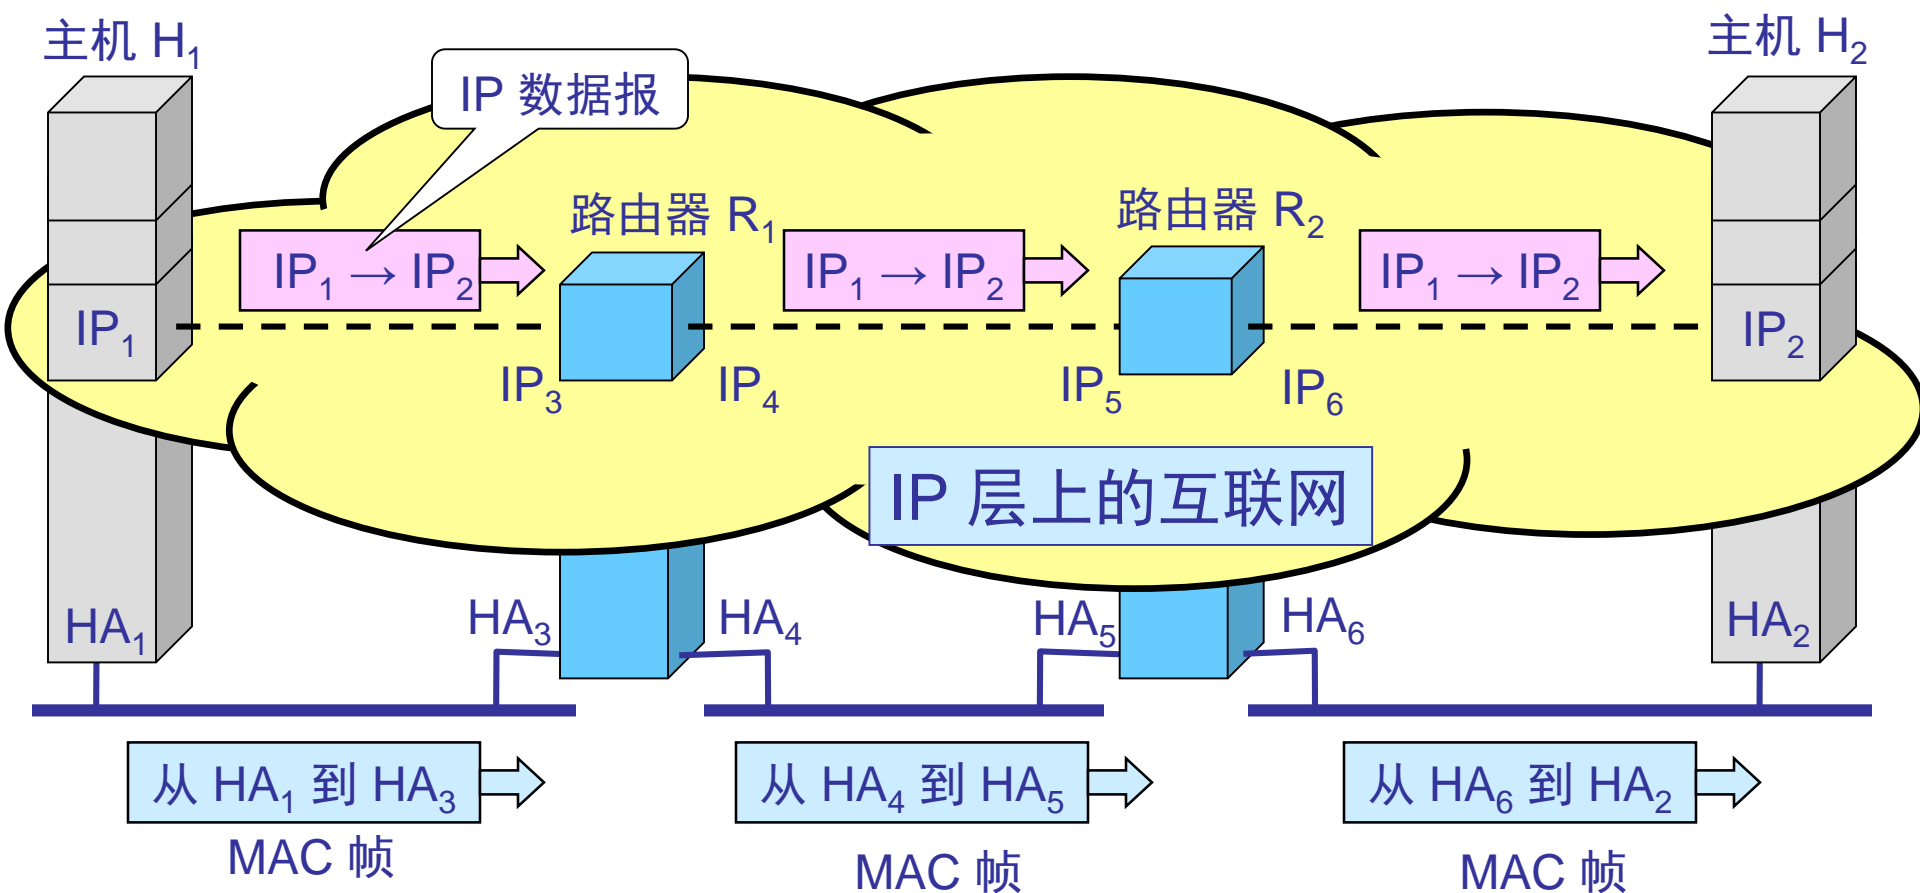 主机 H₁
主机 H₂
IP 数据报
路由器 R₁
路由器 R₂
IP₁ → IP₂
IP₁ → IP₂
IP₁ → IP₂
IP₁
IP₂
IP₃
IP₄
IP₅
IP₆
IP 层上的互联网
HA₁
HA₃
HA₄
HA₅
HA₆
HA₂
从 HA₁ 到 HA₃
从 HA₄ 到 HA₅
从 HA₆ 到 HA₂
MAC 帧
MAC 帧
MAC 帧